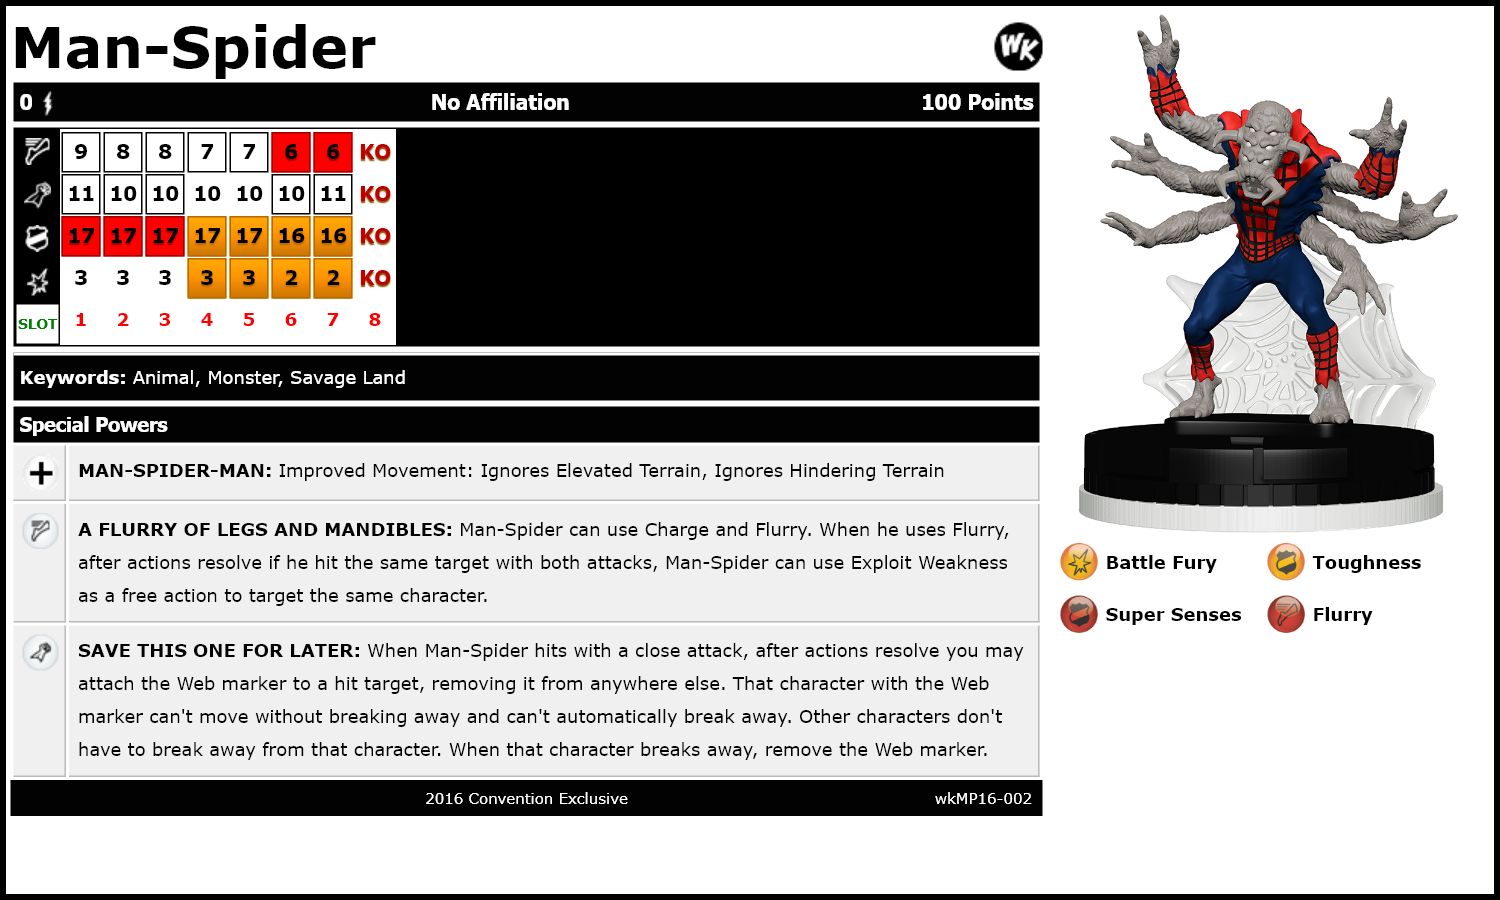 Man-Spider
WK
0 No Affiliation 100 Points
9 8 8 7 7 6 6 KO
11 10 10 10 10 10 11 KO
17 17 17 17 17 16 16 KO
3 3 3 3 3 2 2 KO
SLOT 1 2 3 4 5 6 7 8
Keywords: Animal, Monster, Savage Land
Special Powers
MAN-SPIDER-MAN: Improved Movement: Ignores Elevated Terrain, Ignores Hindering Terrain
A FLURRY OF LEGS AND MANDIBLES: Man-Spider can use Charge and Flurry. When he uses Flurry,
after actions resolve if he hit the same target with both attacks, Man-Spider can use Exploit Weakness
as a free action to target the same character.
SAVE THIS ONE FOR LATER: When Man-Spider hits with a close attack, after actions resolve you may
attach the Web marker to a hit target, removing it from anywhere else. That character with the Web
marker can't move without breaking away and can't automatically break away. Other characters don't
have to break away from that character. When that character breaks away, remove the Web marker.
2016 Convention Exclusive wkMP16-002
Battle Fury Toughness
Super Senses Flurry